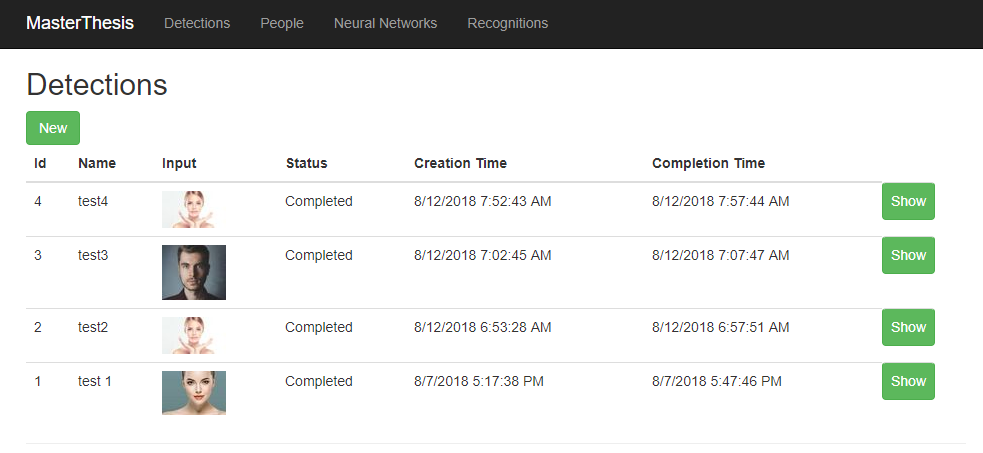 MasterThesis Detections People Neural Networks Recognitions
Detections
New
Id Name Input Status Creation Time Completion Time
4 test4 Completed 8/12/2018 7:52:43 AM 8/12/2018 7:57:44 AM Show
3 test3 Completed 8/12/2018 7:02:45 AM 8/12/2018 7:07:47 AM Show
2 test2 Completed 8/12/2018 6:53:28 AM 8/12/2018 6:57:51 AM Show
1 test 1 Completed 8/7/2018 5:17:38 PM 8/7/2018 5:47:46 PM Show